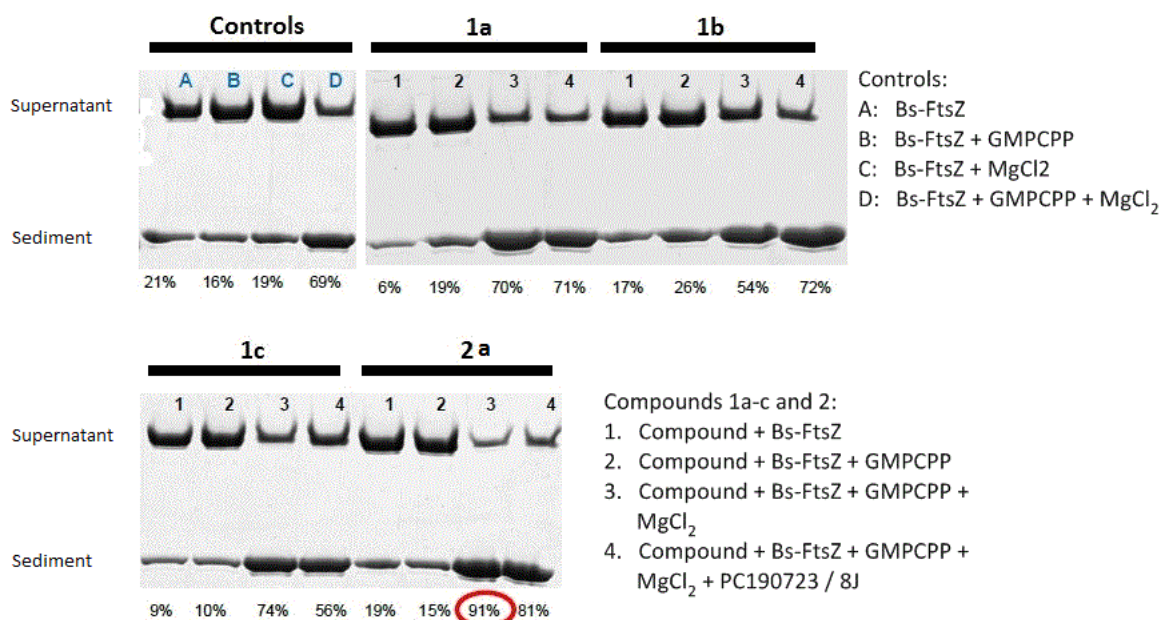 Controls 1a 1b
A B C D 1 2 3 4 1 2 3 4
Supernatant
Sediment
21% 16% 19% 69% 6% 19% 70% 71% 17% 26% 54% 72%
Controls:
A: Bs-FtsZ
B: Bs-FtsZ + GMPCPP
C: Bs-FtsZ + MgCl2
D: Bs-FtsZ + GMPCPP + MgCl₂
1c 2a
1 2 3 4 1 2 3 4
Supernatant
Sediment
9% 10% 74% 56% 19% 15% 91% 81%
Compounds 1a-c and 2:
1. Compound + Bs-FtsZ
2. Compound + Bs-FtsZ + GMPCPP
3. Compound + Bs-FtsZ + GMPCPP +
MgCl₂
4. Compound + Bs-FtsZ + GMPCPP +
MgCl₂ + PC190723 / 8J